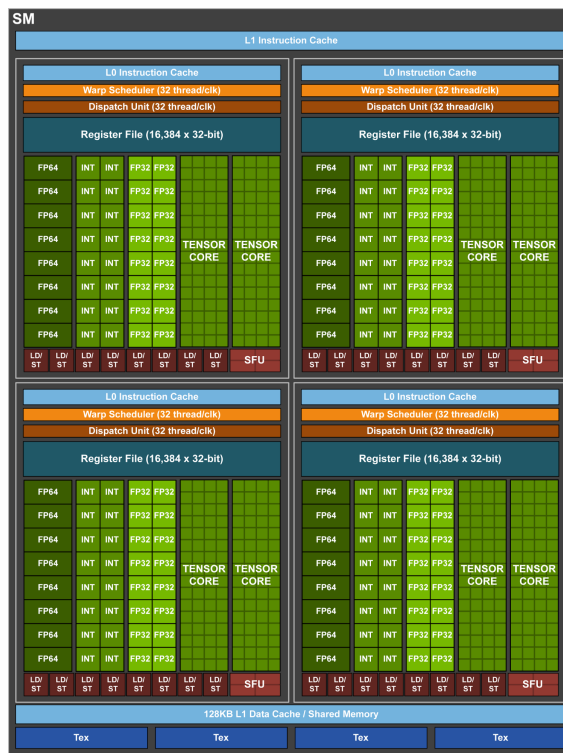 SM
L1 Instruction Cache
L0 Instruction Cache
Warp Scheduler (32 thread/clk)
Dispatch Unit (32 thread/clk)
Register File (16,384 x 32-bit)
FP64 INT INT FP32 FP32
FP64 INT INT FP32 FP32
FP64 INT INT FP32 FP32
FP64 INT INT FP32 FP32
TENSOR CORE TENSOR CORE
FP64 INT INT FP32 FP32
FP64 INT INT FP32 FP32
FP64 INT INT FP32 FP32
FP64 INT INT FP32 FP32
LD/ST LD/ST LD/ST LD/ST LD/ST LD/ST LD/ST LD/ST SFU
L0 Instruction Cache
Warp Scheduler (32 thread/clk)
Dispatch Unit (32 thread/clk)
Register File (16,384 x 32-bit)
FP64 INT INT FP32 FP32
FP64 INT INT FP32 FP32
FP64 INT INT FP32 FP32
FP64 INT INT FP32 FP32
TENSOR CORE TENSOR CORE
FP64 INT INT FP32 FP32
FP64 INT INT FP32 FP32
FP64 INT INT FP32 FP32
FP64 INT INT FP32 FP32
LD/ST LD/ST LD/ST LD/ST LD/ST LD/ST LD/ST LD/ST SFU
L0 Instruction Cache
Warp Scheduler (32 thread/clk)
Dispatch Unit (32 thread/clk)
Register File (16,384 x 32-bit)
FP64 INT INT FP32 FP32
FP64 INT INT FP32 FP32
FP64 INT INT FP32 FP32
FP64 INT INT FP32 FP32
TENSOR CORE TENSOR CORE
FP64 INT INT FP32 FP32
FP64 INT INT FP32 FP32
FP64 INT INT FP32 FP32
FP64 INT INT FP32 FP32
LD/ST LD/ST LD/ST LD/ST LD/ST LD/ST LD/ST LD/ST SFU
L0 Instruction Cache
Warp Scheduler (32 thread/clk)
Dispatch Unit (32 thread/clk)
Register File (16,384 x 32-bit)
FP64 INT INT FP32 FP32
FP64 INT INT FP32 FP32
FP64 INT INT FP32 FP32
FP64 INT INT FP32 FP32
TENSOR CORE TENSOR CORE
FP64 INT INT FP32 FP32
FP64 INT INT FP32 FP32
FP64 INT INT FP32 FP32
FP64 INT INT FP32 FP32
LD/ST LD/ST LD/ST LD/ST LD/ST LD/ST LD/ST LD/ST SFU
128KB L1 Data Cache / Shared Memory
Tex Tex Tex Tex